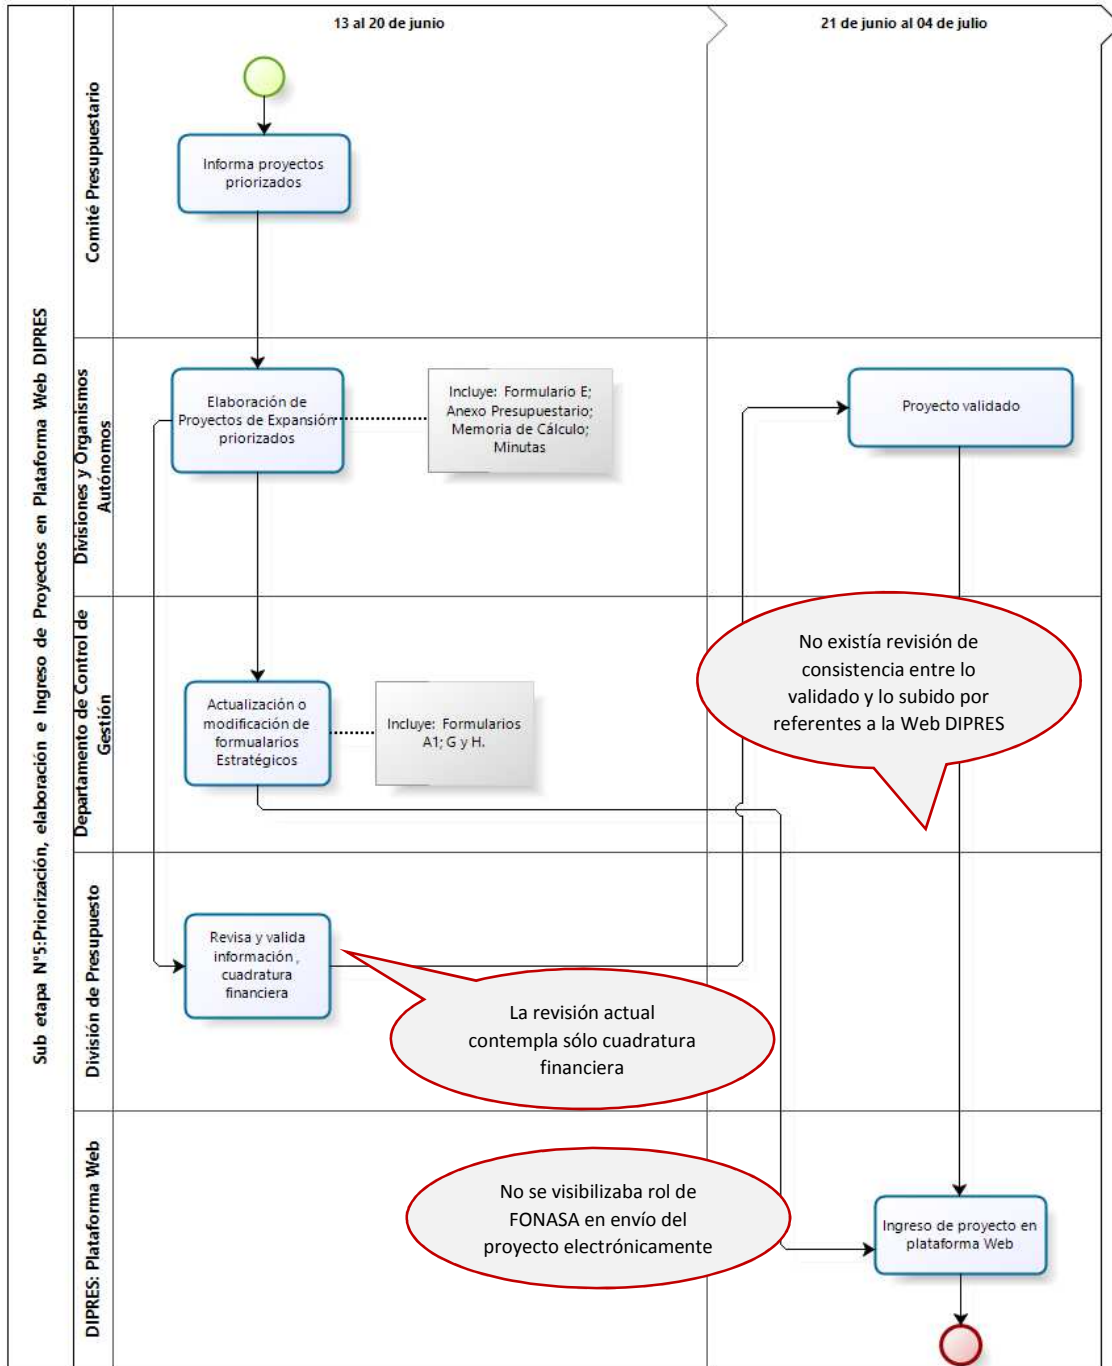 13 al 20 de junio
21 de junio al 04 de julio
Sub etapa N°5:Priorización, elaboración e Ingreso de Proyectos en Plataforma Web DIPRES
Comité Presupuestario
Informa proyectos
priorizados
Divisiones y Organismos
Autónomos
Elaboración de
Proyectos de Expansión
priorizados
Incluye: Formulario E;
Anexo Presupuestario;
Memoria de Cálculo;
Minutas
Proyecto validado
Departamento de Control de
Gestión
Actualización o
modificación de
formualarios
Estratégicos
Incluye: Formularios
A1; G y H.
No existía revisión de
consistencia entre lo
validado y lo subido por
referentes a la Web DIPRES
División de Presupuesto
Revisa y valida
información ,
cuadratura
financiera
La revisión actual
contempla sólo cuadratura
financiera
DIPRES: Plataforma Web
No se visibilizaba rol de
FONASA en envío del
proyecto electrónicamente
Ingreso de proyecto en
plataforma Web